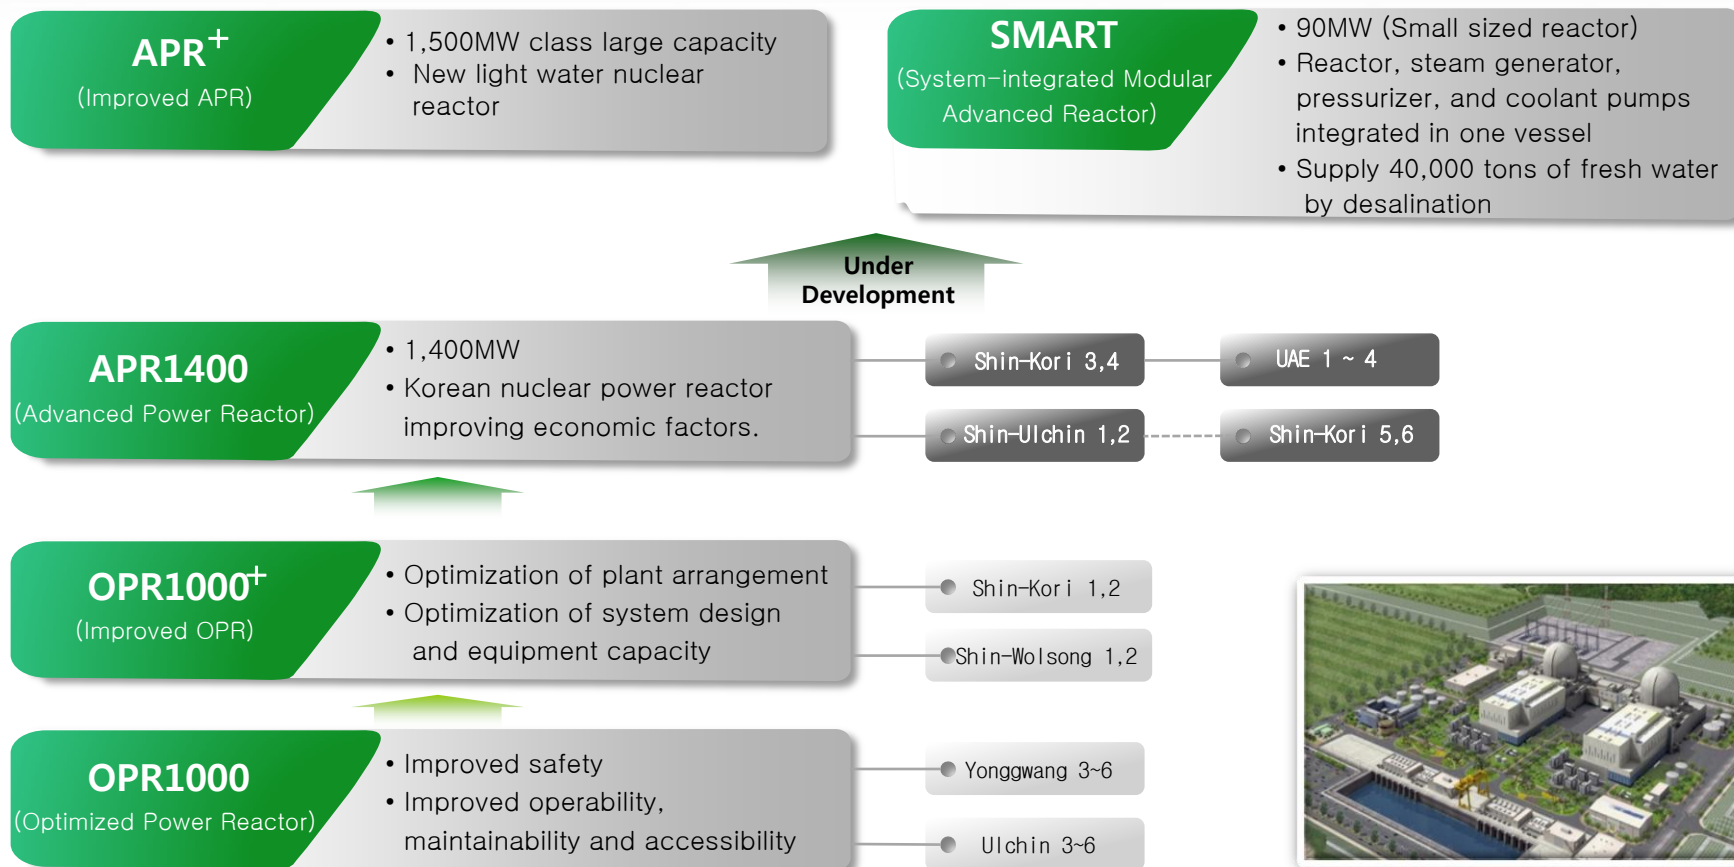 APR+
(Improved APR)
• 1,500MW class large capacity
• New light water nuclear
reactor
SMART
(System-integrated Modular
Advanced Reactor)
• 90MW (Small sized reactor)
• Reactor, steam generator,
pressurizer, and coolant pumps
integrated in one vessel
• Supply 40,000 tons of fresh water
by desalination
Under
Development
APR1400
(Advanced Power Reactor)
• 1,400MW
• Korean nuclear power reactor
improving economic factors.
Shin-Kori 3,4
UAE 1 ~ 4
Shin-Ulchin 1,2
Shin-Kori 5,6
OPR1000+
(Improved OPR)
• Optimization of plant arrangement
• Optimization of system design
and equipment capacity
Shin-Kori 1,2
Shin-Wolsong 1,2
OPR1000
(Optimized Power Reactor)
• Improved safety
• Improved operability,
maintainability and accessibility
Yonggwang 3~6
Ulchin 3~6